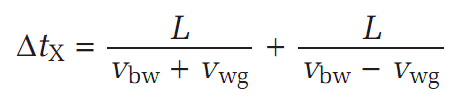 Δt_X = L / (v_bw + v_wg) + L / (v_bw − v_wg)